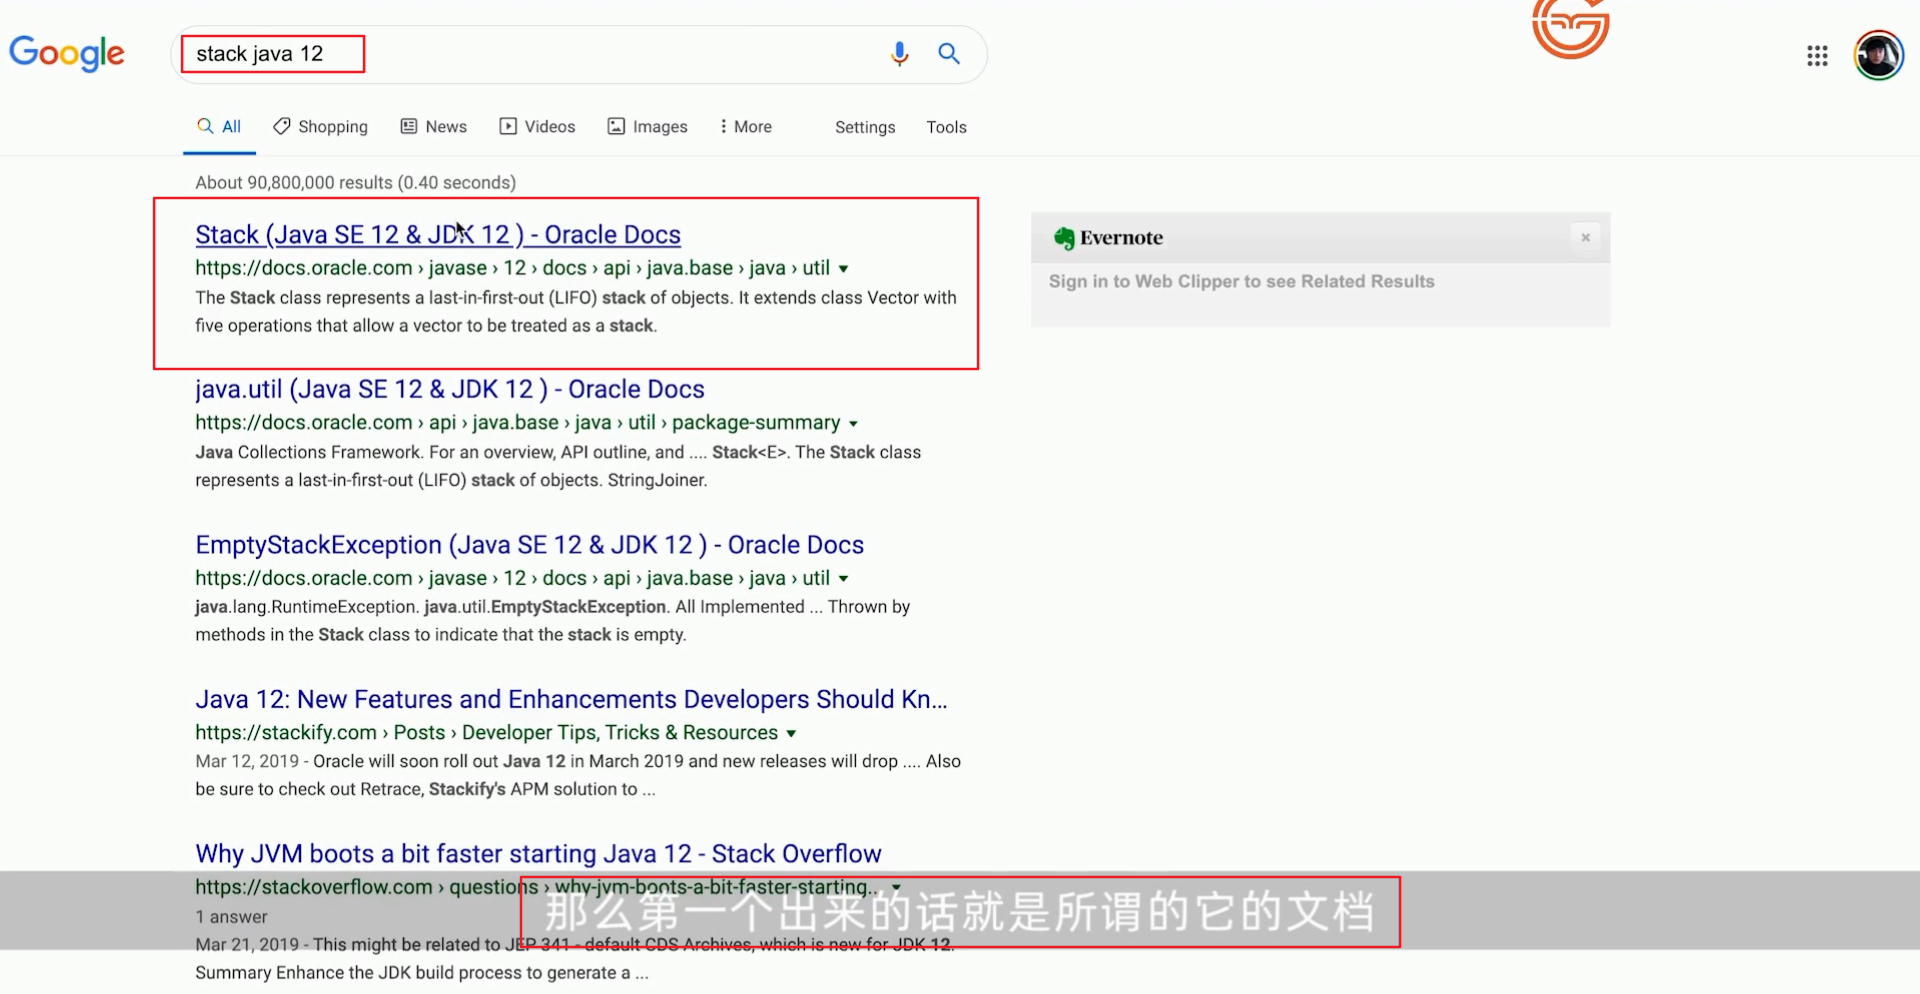 Google
stack java 12
All
Shopping
News
Videos
Images
More
Settings
Tools
About 90,800,000 results (0.40 seconds)
Stack (Java SE 12 & JDK 12 ) - Oracle Docs
https://docs.oracle.com › javase › 12 › docs › api › java.base › java › util
The Stack class represents a last-in-first-out (LIFO) stack of objects. It extends class Vector with
five operations that allow a vector to be treated as a stack.
Evernote
Sign in to Web Clipper to see Related Results
java.util (Java SE 12 & JDK 12 ) - Oracle Docs
https://docs.oracle.com › api › java.base › java › util › package-summary
Java Collections Framework. For an overview, API outline, and .... Stack<E>. The Stack class
represents a last-in-first-out (LIFO) stack of objects. StringJoiner.
EmptyStackException (Java SE 12 & JDK 12 ) - Oracle Docs
https://docs.oracle.com › javase › 12 › docs › api › java.base › java › util
java.lang.RuntimeException. java.util.EmptyStackException. All Implemented ... Thrown by
methods in the Stack class to indicate that the stack is empty.
Java 12: New Features and Enhancements Developers Should Kn...
https://stackify.com › Posts › Developer Tips, Tricks & Resources
Mar 12, 2019 - Oracle will soon roll out Java 12 in March 2019 and new releases will drop .... Also
be sure to check out Retrace, Stackify's APM solution to ...
Why JVM boots a bit faster starting Java 12 - Stack Overflow
https://stackoverflow.com › questions › why-jvm-boots-a-bit-faster-starting...
1 answer
那么第一个出来的话就是所谓的它的文档
Mar 21, 2019 - This might be related to JEP 341 - default CDS Archives, which is new for JDK 12.
Summary Enhance the JDK build process to generate a ...